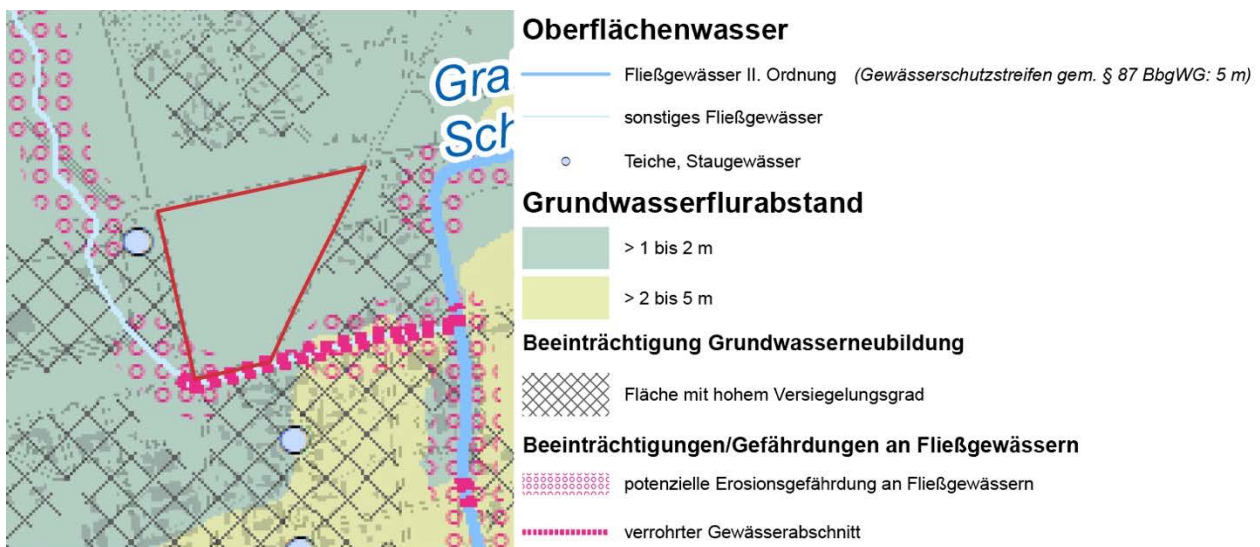 Gra
Sch
Oberflächenwasser
Fließgewässer II. Ordnung (Gewässerschutzstreifen gem. § 87 BbgWG: 5 m)
sonstiges Fließgewässer
Teiche, Staugewässer
Grundwasserflurabstand
> 1 bis 2 m
> 2 bis 5 m
Beeinträchtigung Grundwasserneubildung
Fläche mit hohem Versiegelungsgrad
Beeinträchtigungen/Gefährdungen an Fließgewässern
potenzielle Erosionsgefährdung an Fließgewässern
verrohrter Gewässerabschnitt